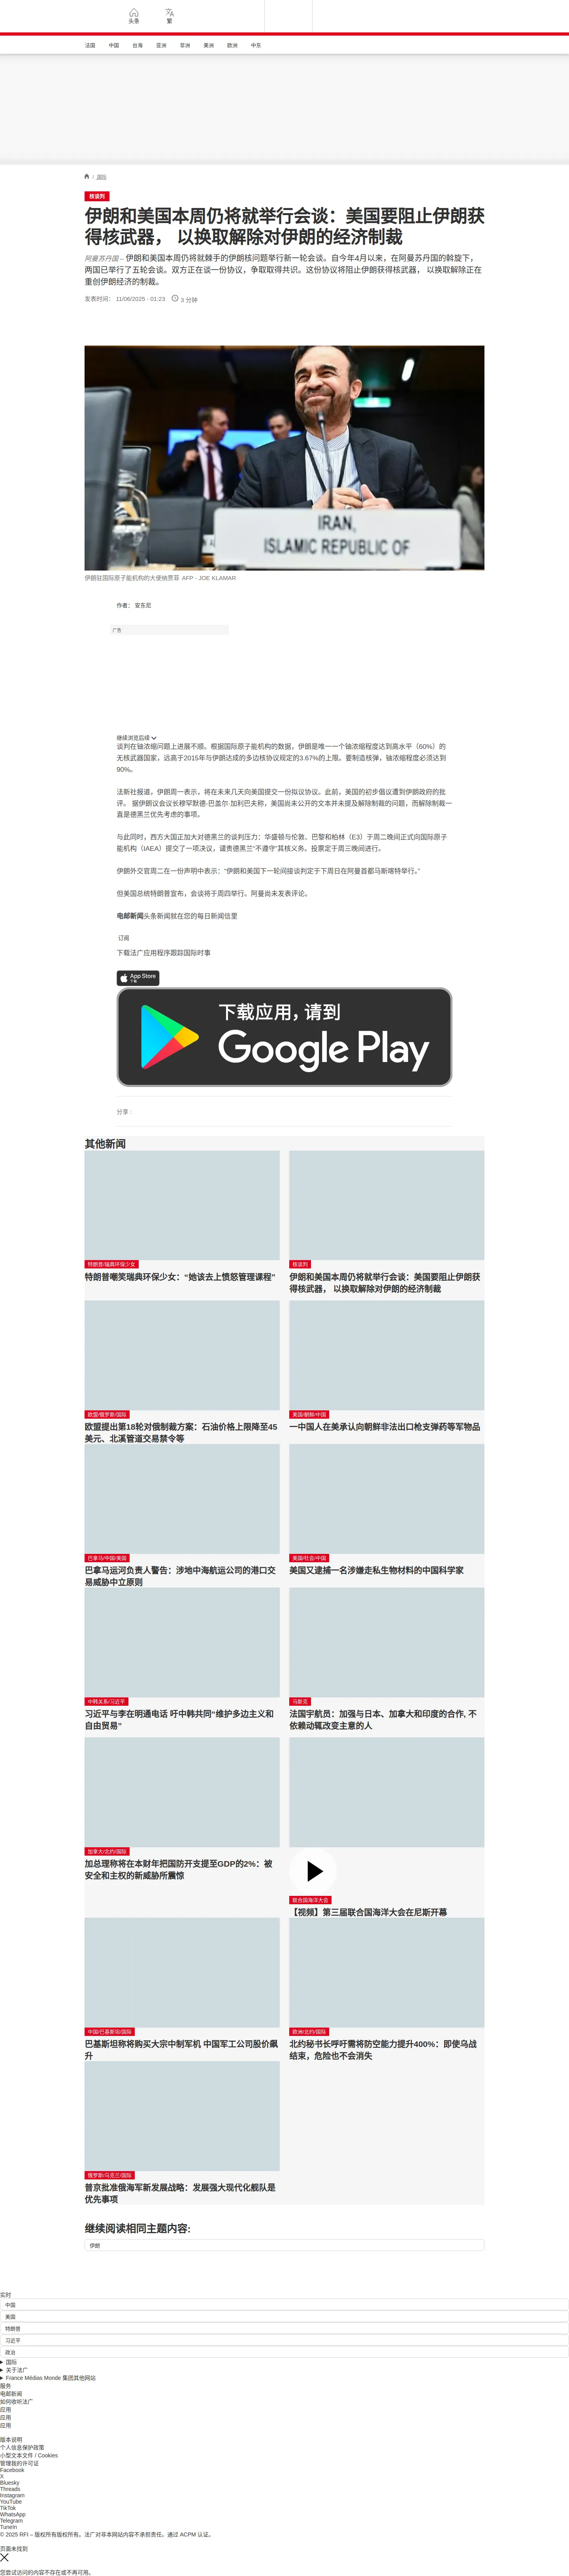 头条
繁
法国 中国 台海 亚洲 非洲 美洲 欧洲 中东
/ 国际
核谈判
伊朗和美国本周仍将就举行会谈：美国要阻止伊朗获
得核武器， 以换取解除对伊朗的经济制裁
阿曼苏丹国 – 伊朗和美国本周仍将就棘手的伊朗核问题举行新一轮会谈。自今年4月以来，在阿曼苏丹国的斡旋下，
两国已举行了五轮会谈。双方正在谈一份协议，争取取得共识。这份协议将阻止伊朗获得核武器， 以换取解除正在
重创伊朗经济的制裁。
发表时间： 11/06/2025 - 01:23 3 分钟
IRAN,
ISLAMIC REPUBLIC OF
伊朗驻国际原子能机构的大使纳贾菲 AFP - JOE KLAMAR
作者： 安东尼
广告
继续浏览后续
谈判在铀浓缩问题上进展不顺。根据国际原子能机构的数据，伊朗是唯一一个铀浓缩程度达到高水平（60%）的
无核武器国家，远高于2015年与伊朗达成的多边核协议规定的3.67%的上限。要制造核弹，铀浓缩程度必须达到
90%。
法新社报道，伊朗周一表示，将在未来几天向美国提交一份拟议协议。此前，美国的初步倡议遭到伊朗政府的批
评。 据伊朗议会议长穆罕默德·巴盖尔·加利巴夫称，美国尚未公开的文本并未提及解除制裁的问题，而解除制裁一
直是德黑兰优先考虑的事项。
与此同时，西方大国正加大对德黑兰的谈判压力：华盛顿与伦敦、巴黎和柏林（E3）于周二晚间正式向国际原子
能机构（IAEA）提交了一项决议，谴责德黑兰“不遵守”其核义务。投票定于周三晚间进行。
伊朗外交官周二在一份声明中表示：“伊朗和美国下一轮间接谈判定于下周日在阿曼首都马斯喀特举行。”
但美国总统特朗普宣布，会谈将于周四举行。阿曼尚未发表评论。
电邮新闻头条新闻就在您的每日新闻信里
订阅
下载法广应用程序跟踪国际时事
App Store
下载
下载应用，请到
Google Play
分享 :
其他新闻
特朗普/瑞典环保少女
特朗普嘲笑瑞典环保少女：“她该去上愤怒管理课程”
核谈判
伊朗和美国本周仍将就举行会谈：美国要阻止伊朗获
得核武器， 以换取解除对伊朗的经济制裁
欧盟/俄罗斯/国际
欧盟提出第18轮对俄制裁方案：石油价格上限降至45
美元、北溪管道交易禁令等
美国/朝鲜/中国
一中国人在美承认向朝鲜非法出口枪支弹药等军物品
巴拿马/中国/美国
巴拿马运河负责人警告：涉地中海航运公司的港口交
易威胁中立原则
美国/社会/中国
美国又逮捕一名涉嫌走私生物材料的中国科学家
中韩关系/习近平
习近平与李在明通电话 吁中韩共同“维护多边主义和
自由贸易”
马斯克
法国宇航员：加强与日本、加拿大和印度的合作, 不
依赖动辄改变主意的人
加拿大/北约/国际
加总理称将在本财年把国防开支提至GDP的2%：被
安全和主权的新威胁所震惊
联合国海洋大会
【视频】第三届联合国海洋大会在尼斯开幕
中国/巴基斯坦/国际
巴基斯坦称将购买大宗中制军机 中国军工公司股价飙
升
欧洲/北约/国际
北约秘书长呼吁需将防空能力提升400%：即使乌战
结束，危险也不会消失
俄罗斯/乌克兰/国际
普京批准俄海军新发展战略：发展强大现代化舰队是
优先事项
继续阅读相同主题内容:
伊朗
实时
中国
美国
特朗普
习近平
政治
国际
关于法广
France Médias Monde 集团其他网站
服务
电邮新闻
如何收听法广
应用
应用
应用
版本说明
个人信息保护政策
小型文本文件 / Cookies
管理我的许可证
Facebook
X
Bluesky
Threads
Instagram
YouTube
TikTok
WhatsApp
Telegram
TuneIn
© 2025 RFI – 版权所有版权所有。法广对非本网站内容不承担责任。通过 ACPM 认证。
页面未找到
您尝试访问的内容不存在或不再可用。